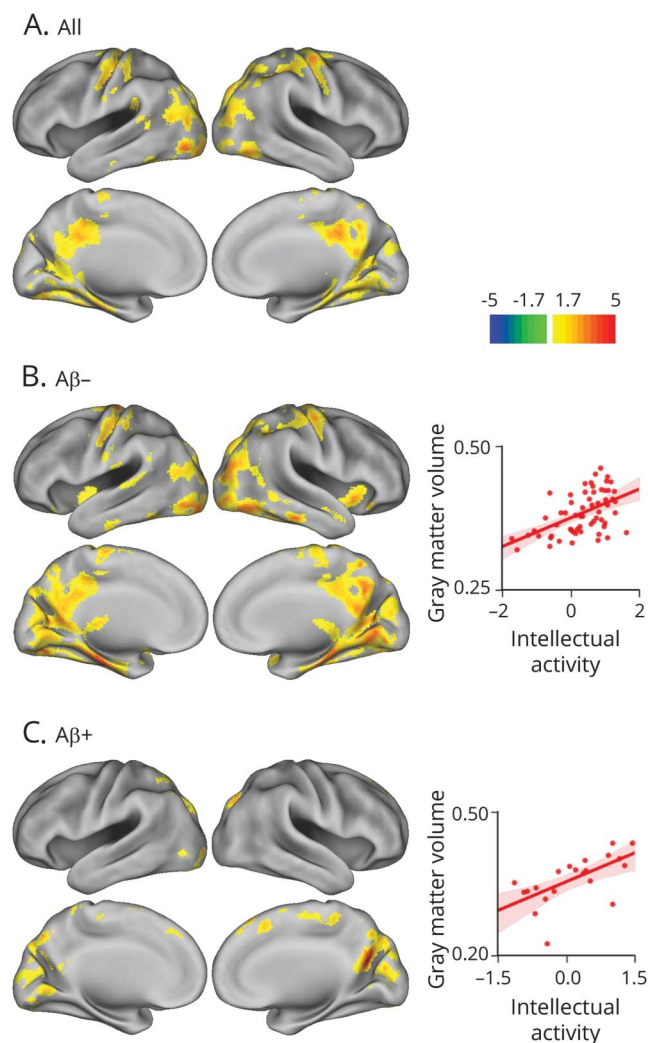 A. All
-5 -1.7 1.7 5
B. Aβ–
Gray matter volume
0.50
0.25
−2 0 2
Intellectual
activity
C. Aβ+
Gray matter volume
0.50
0.20
−1.5 0.0 1.5
Intellectual
activity